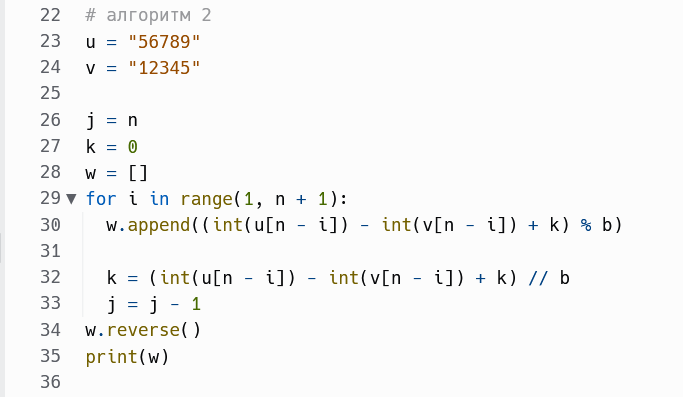 22 # алгоритм 2
23 u = "56789"
24 v = "12345"
25
26 j = n
27 k = 0
28 w = []
29 ▼ for i in range(1, n + 1):
30   w.append((int(u[n - i]) - int(v[n - i]) + k) % b)
31
32   k = (int(u[n - i]) - int(v[n - i]) + k) // b
33   j = j - 1
34 w.reverse()
35 print(w)
36